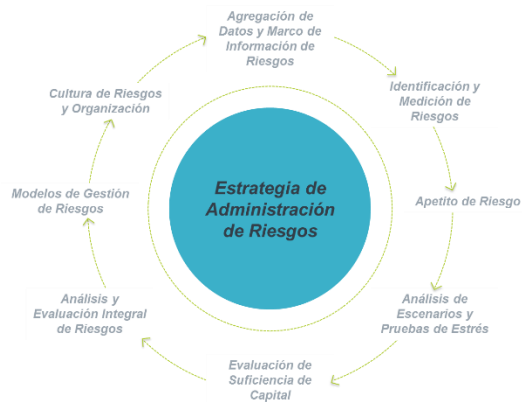 Agregación de
Datos y Marco de
Información de
Riesgos
Identificación y
Medición de
Riesgos
Apetito de Riesgo
Análisis de
Escenarios y
Pruebas de Estrés
Evaluación de
Suficiencia de
Capital
Análisis y
Evaluación Integral
de Riesgos
Modelos de Gestión
de Riesgos
Cultura de Riesgos
y Organización
Estrategia de
Administración
de Riesgos